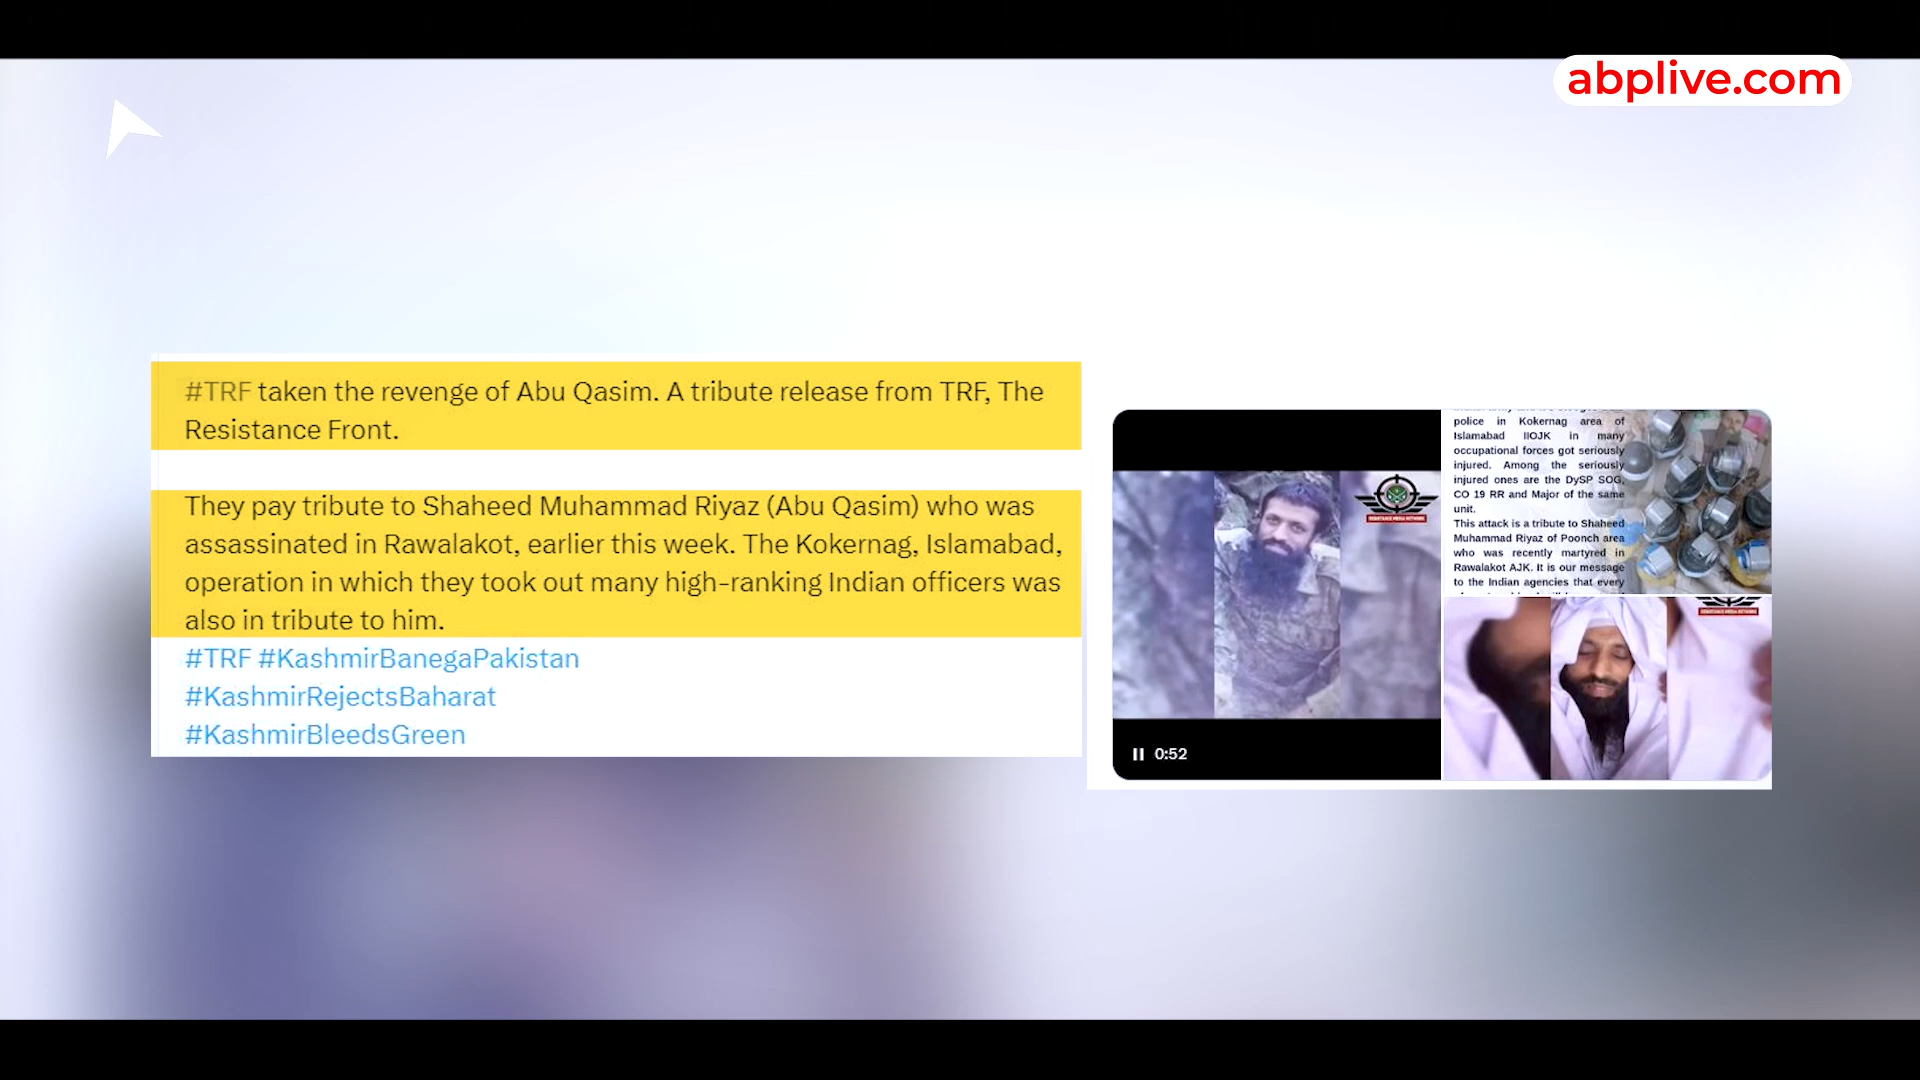 abplive.com
#TRF taken the revenge of Abu Qasim. A tribute release from TRF, The
Resistance Front.
They pay tribute to Shaheed Muhammad Riyaz (Abu Qasim) who was
assassinated in Rawalakot, earlier this week. The Kokernag, Islamabad,
operation in which they took out many high-ranking Indian officers was
also in tribute to him.
#TRF #KashmirBanegaPakistan
#KashmirRejectsBaharat
#KashmirBleedsGreen
0:52
RESISTANCE MEDIA NETWORK
police in Kokernag area of
Islamabad IIOJK in many
occupational forces got seriously
injured. Among the seriously
injured ones are the DySP SOG,
CO 19 RR and Major of the same
unit.
This attack is a tribute to Shaheed
Muhammad Riyaz of Poonch area
who was recently martyred in
Rawalakot AJK. It is our message
to the Indian agencies that every
RESISTANCE MEDIA NETWORK